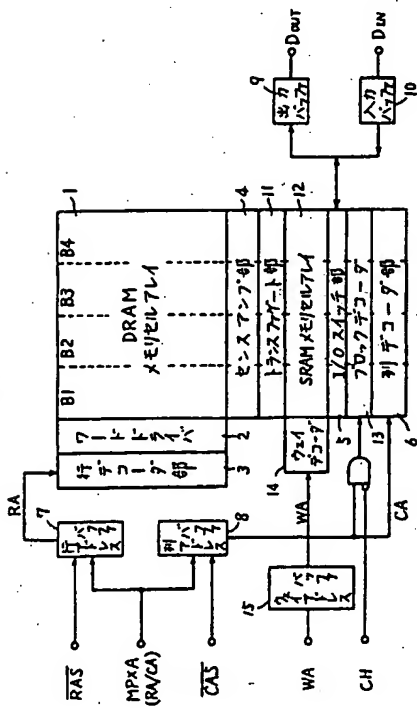 RAS
MPXA
(RA/CA)
CAS
WA
CH
行アドレスバッファ
7
列アドレスバッファ
8
ウェイアドレスバッファ
15
RA
WA
CA
行デコーダ部
3
ワードドライバ
2
ウェイデコーダ
14
B1
B2
B3
B4
DRAM
メモリセルアレイ
1
センスアンプ部
4
トランスファゲート部
11
SRAMメモリセルアレイ
12
I/Oスイッチ部
5
ブロックデコーダ
13
列デコーダ部
6
出力バッファ
9
入力バッファ
10
DOUT
DIN